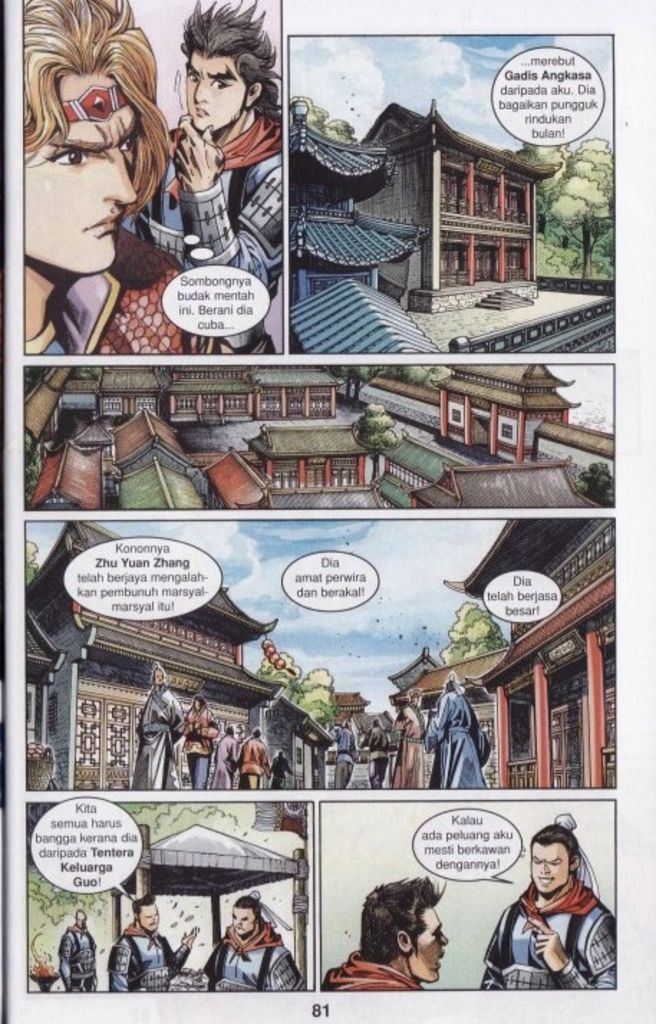 Sombongnya
budak mentah
ini. Berani dia
cuba...
...merebut
Gadis Angkasa
daripada aku. Dia
bagaikan pungguk
rindukan
bulan!
Kononnya
Zhu Yuan Zhang
telah berjaya mengalah-
kan pembunuh marsyal-
marsyal itu!
Dia
amat perwira
dan berakal!
Dia
telah berjasa
besar!
Kita
semua harus
bangga kerana dia
daripada Tentera
Keluarga
Guo!
Kalau
ada peluang aku
mesti berkawan
dengannya!
81